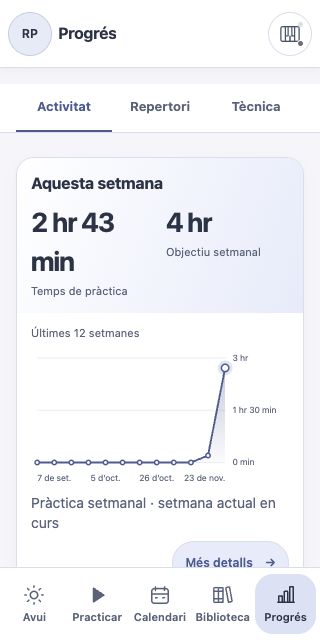 RP Progrés
Activitat Repertori Tècnica
Aquesta setmana
2 hr 43
min
Temps de pràctica
4 hr
Objectiu setmanal
Últimes 12 setmanes
3 hr
1 hr 30 min
0 min
7 de set. 5 d’oct. 26 d’oct. 23 de nov.
Pràctica setmanal · setmana actual en
curs
Més detalls
Avui Practicar Calendari Biblioteca Progrés